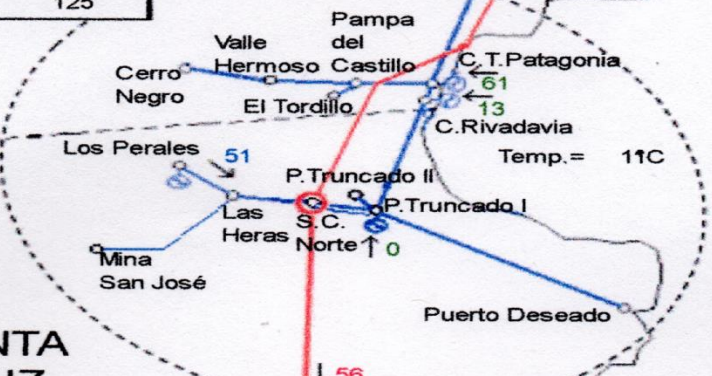 125
Pampa
del
Castillo
Valle
Hermoso
C.T.Patagonia
Cerro
Negro
61
El Tordillo
13
C.Rivadavia
Los Perales
51
Temp.= 11C
P.Truncado II
P.Truncado I
Las
Heras
S.C.
Norte
0
Mina
San José
Puerto Deseado
NTA
56